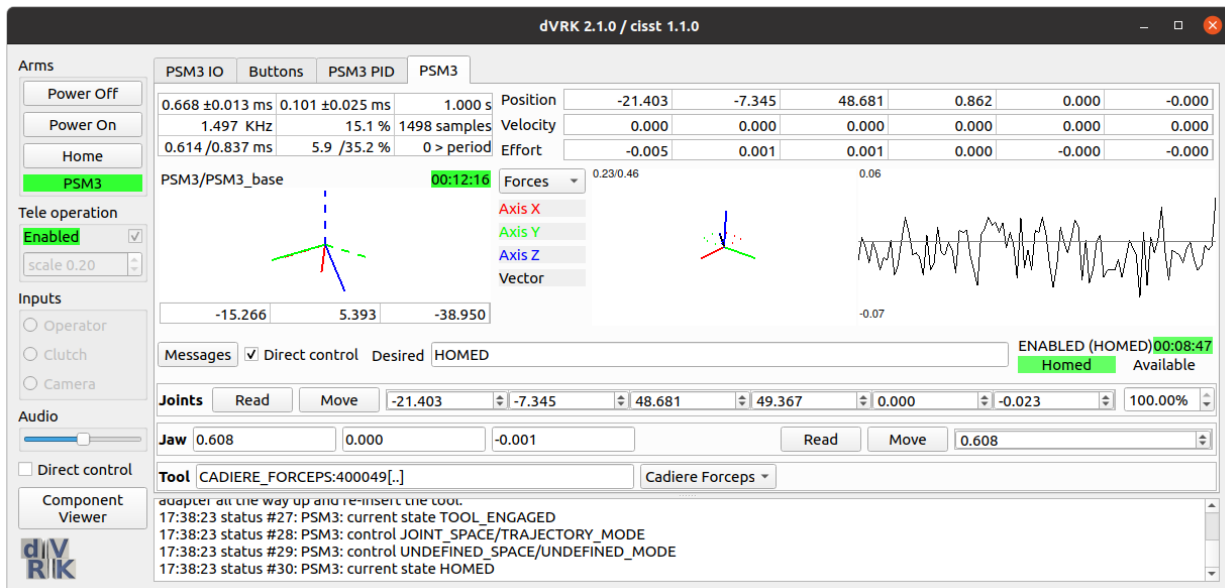 dVRK 2.1.0 / cisst 1.1.0
Arms
Power Off
Power On
Home
PSM3
Tele operation
Enabled
scale 0.20
Inputs
Operator
Clutch
Camera
Audio
Direct control
Component
Viewer
dVRK
PSM3 IO Buttons PSM3 PID PSM3
0.668 ±0.013 ms 0.101 ±0.025 ms 1.000 s
1.497 KHz 15.1 % 1498 samples
0.614 /0.837 ms 5.9 /35.2 % 0 > period
Position -21.403 -7.345 48.681 0.862 0.000 -0.000
Velocity 0.000 0.000 0.000 0.000 0.000 0.000
Effort -0.005 0.001 0.001 0.000 -0.000 -0.000
PSM3/PSM3_base 00:12:16
-15.266 5.393 -38.950
Forces
Axis X
Axis Y
Axis Z
Vector
0.23/0.46
0.06
-0.07
Messages Direct control Desired HOMED
ENABLED (HOMED) 00:08:47
Homed Available
Joints Read Move -21.403 -7.345 48.681 49.367 0.000 -0.023 100.00%
Jaw 0.608 0.000 -0.001 Read Move 0.608
Tool CADIERE_FORCEPS:400049[..] Cadiere Forceps
adapter all the way up and re-insert the tool.
17:38:23 status #27: PSM3: current state TOOL_ENGAGED
17:38:23 status #28: PSM3: control JOINT_SPACE/TRAJECTORY_MODE
17:38:23 status #29: PSM3: control UNDEFINED_SPACE/UNDEFINED_MODE
17:38:23 status #30: PSM3: current state HOMED